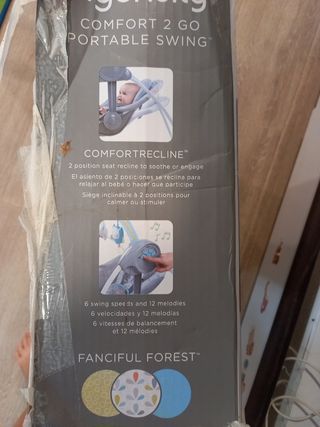 COMFORT 2 GO
PORTABLE SWING™
COMFORTRECLINE™
2 position seat recline to soothe or engage
El asiento de 2 posiciones se reclina para
relajar al bebé o hacer que participe
Siège inclinable à 2 positions pour
calmer ou stimuler
6 swing speeds and 12 melodies
6 velocidades y 12 melodías
6 vitesses de balancement
et 12 mélodies
FANCIFUL FOREST™